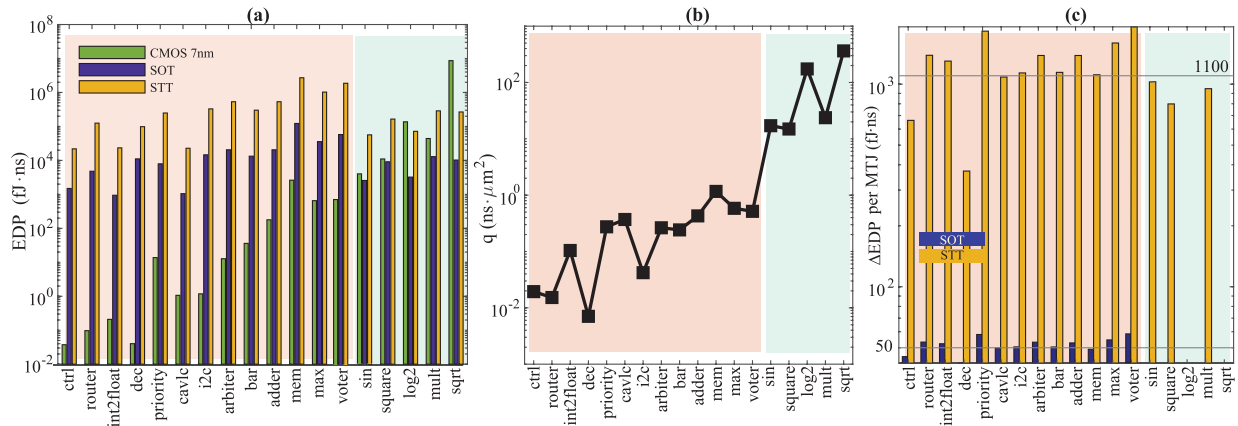 (a)
EDP (fJ·ns)
10^8
10^6
10^4
10^2
10^0
10^-2
CMOS 7nm
SOT
STT
ctrl
router
int2float
dec
priority
cavlc
i2c
arbiter
bar
adder
mem
max
voter
sin
square
log2
mult
sqrt
(b)
q (ns·μm^2)
10^2
10^0
10^-2
ctrl
router
int2float
dec
priority
cavlc
i2c
arbiter
bar
adder
mem
max
voter
sin
square
log2
mult
sqrt
(c)
ΔEDP per MTJ (fJ·ns)
10^3
10^2
50
1100
SOT
STT
ctrl
router
int2float
dec
priority
cavlc
i2c
arbiter
bar
adder
mem
max
voter
sin
square
log2
mult
sqrt